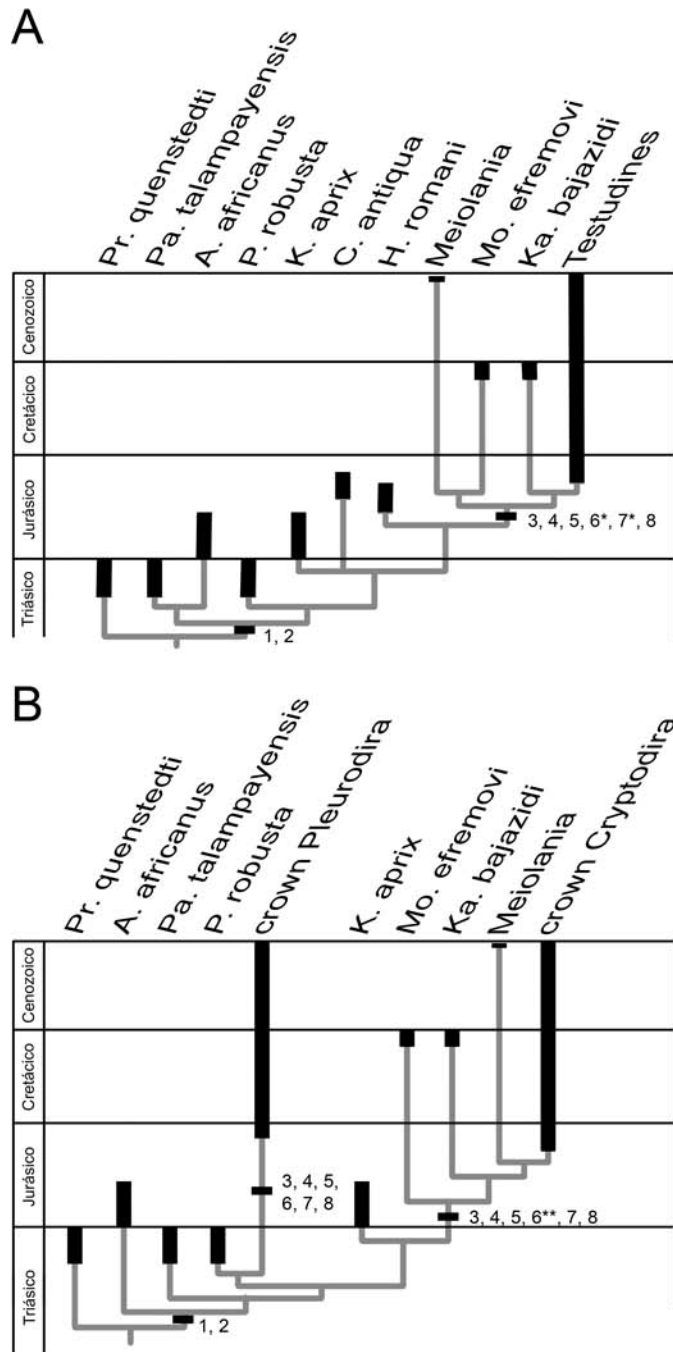 A
Pr. quenstedti
Pa. talampayensis
A. africanus
P. robusta
K. aprix
C. antiqua
H. romani
Meiolania
Mo. efremovi
Ka. bajazidi
Testudines
Cenozoico
Cretácico
Jurásico
3, 4, 5, 6*, 7*, 8
Triásico
1, 2
B
Pr. quenstedti
A. africanus
Pa. talampayensis
P. robusta
crown Pleurodira
K. aprix
Mo. efremovi
Ka. bajazidi
Meiolania
crown Cryptodira
Cenozoico
Cretácico
Jurásico
3, 4, 5,
6, 7, 8
3, 4, 5, 6**, 7, 8
Triásico
1, 2